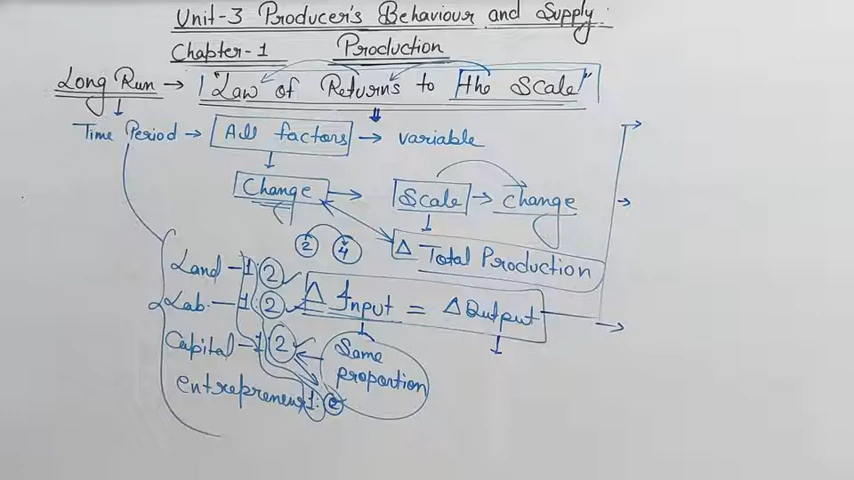 Unit-3 Producer's Behaviour and Supply
Chapter-1 Production
Long Run → "Law of Returns to the Scale"
Time Period → All factors → variable
Change → Scale → change
2 4 Δ Total Production
Land - 1 2
Lab. - 1 2 Δ Input = Δ Output
Capital - 1 2 Same
proportion
entrepreneur 1 2